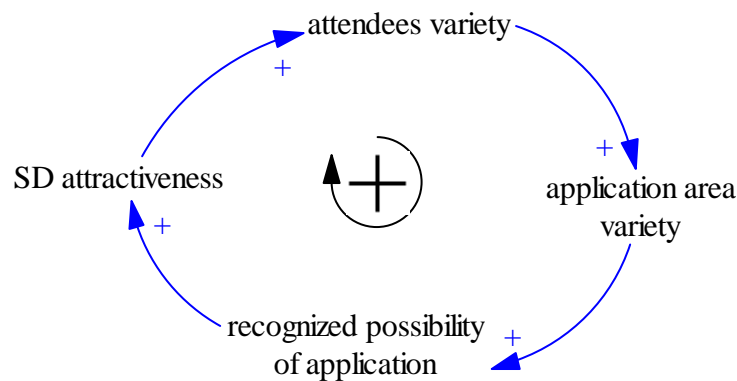 attendees variety
+
SD attractiveness
+
+
application area
variety
+
recognized possibility
of application
+